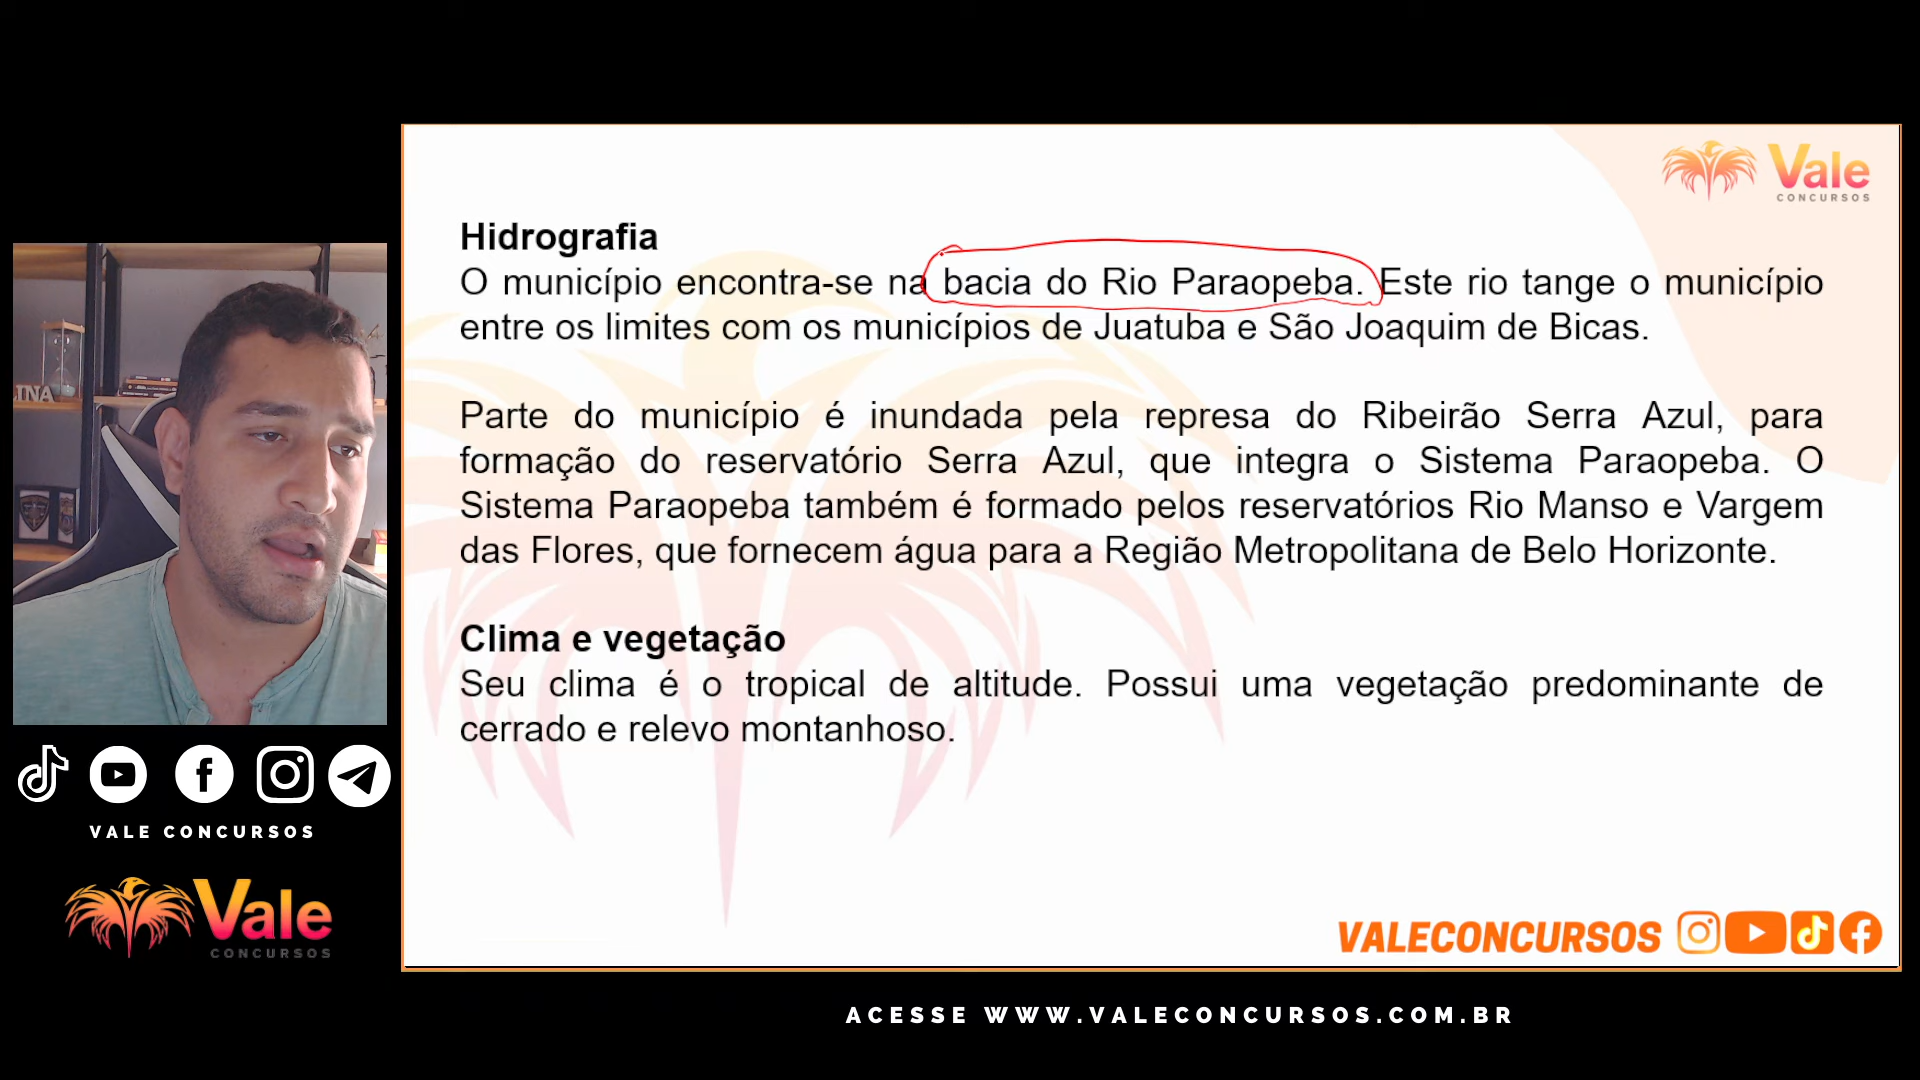 Vale
CONCURSOS
Hidrografia
O município encontra-se na bacia do Rio Paraopeba. Este rio tange o município
entre os limites com os municípios de Juatuba e São Joaquim de Bicas.
Parte do município é inundada pela represa do Ribeirão Serra Azul, para
formação do reservatório Serra Azul, que integra o Sistema Paraopeba. O
Sistema Paraopeba também é formado pelos reservatórios Rio Manso e Vargem
das Flores, que fornecem água para a Região Metropolitana de Belo Horizonte.
Clima e vegetação
Seu clima é o tropical de altitude. Possui uma vegetação predominante de
cerrado e relevo montanhoso.
INA
VALE CONCURSOS
Vale
CONCURSOS
VALECONCURSOS
ACESSE WWW.VALECONCURSOS.COM.BR